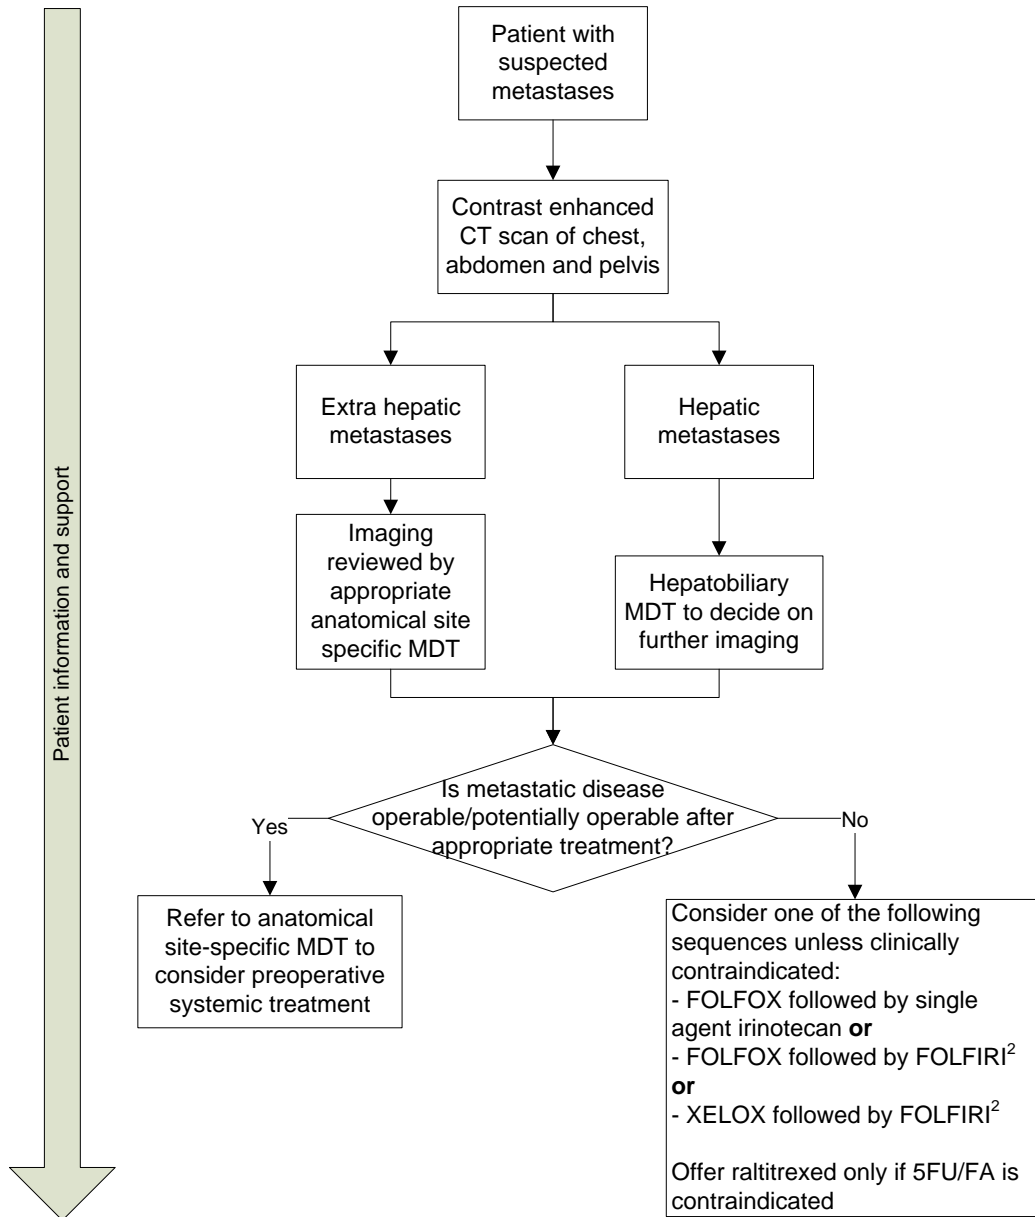 Patient information and support
Patient with
suspected
metastases
Contrast enhanced
CT scan of chest,
abdomen and pelvis
Extra hepatic
metastases
Hepatic
metastases
Imaging
reviewed by
appropriate
anatomical site
specific MDT
Hepatobiliary
MDT to decide on
further imaging
Is metastatic disease
operable/potentially operable after
appropriate treatment?
Yes
No
Refer to anatomical
site-specific MDT to
consider preoperative
systemic treatment
Consider one of the following
sequences unless clinically
contraindicated:
- FOLFOX followed by single
agent irinotecan or
- FOLFOX followed by FOLFIRI²
or
- XELOX followed by FOLFIRI²
Offer raltitrexed only if 5FU/FA is
contraindicated